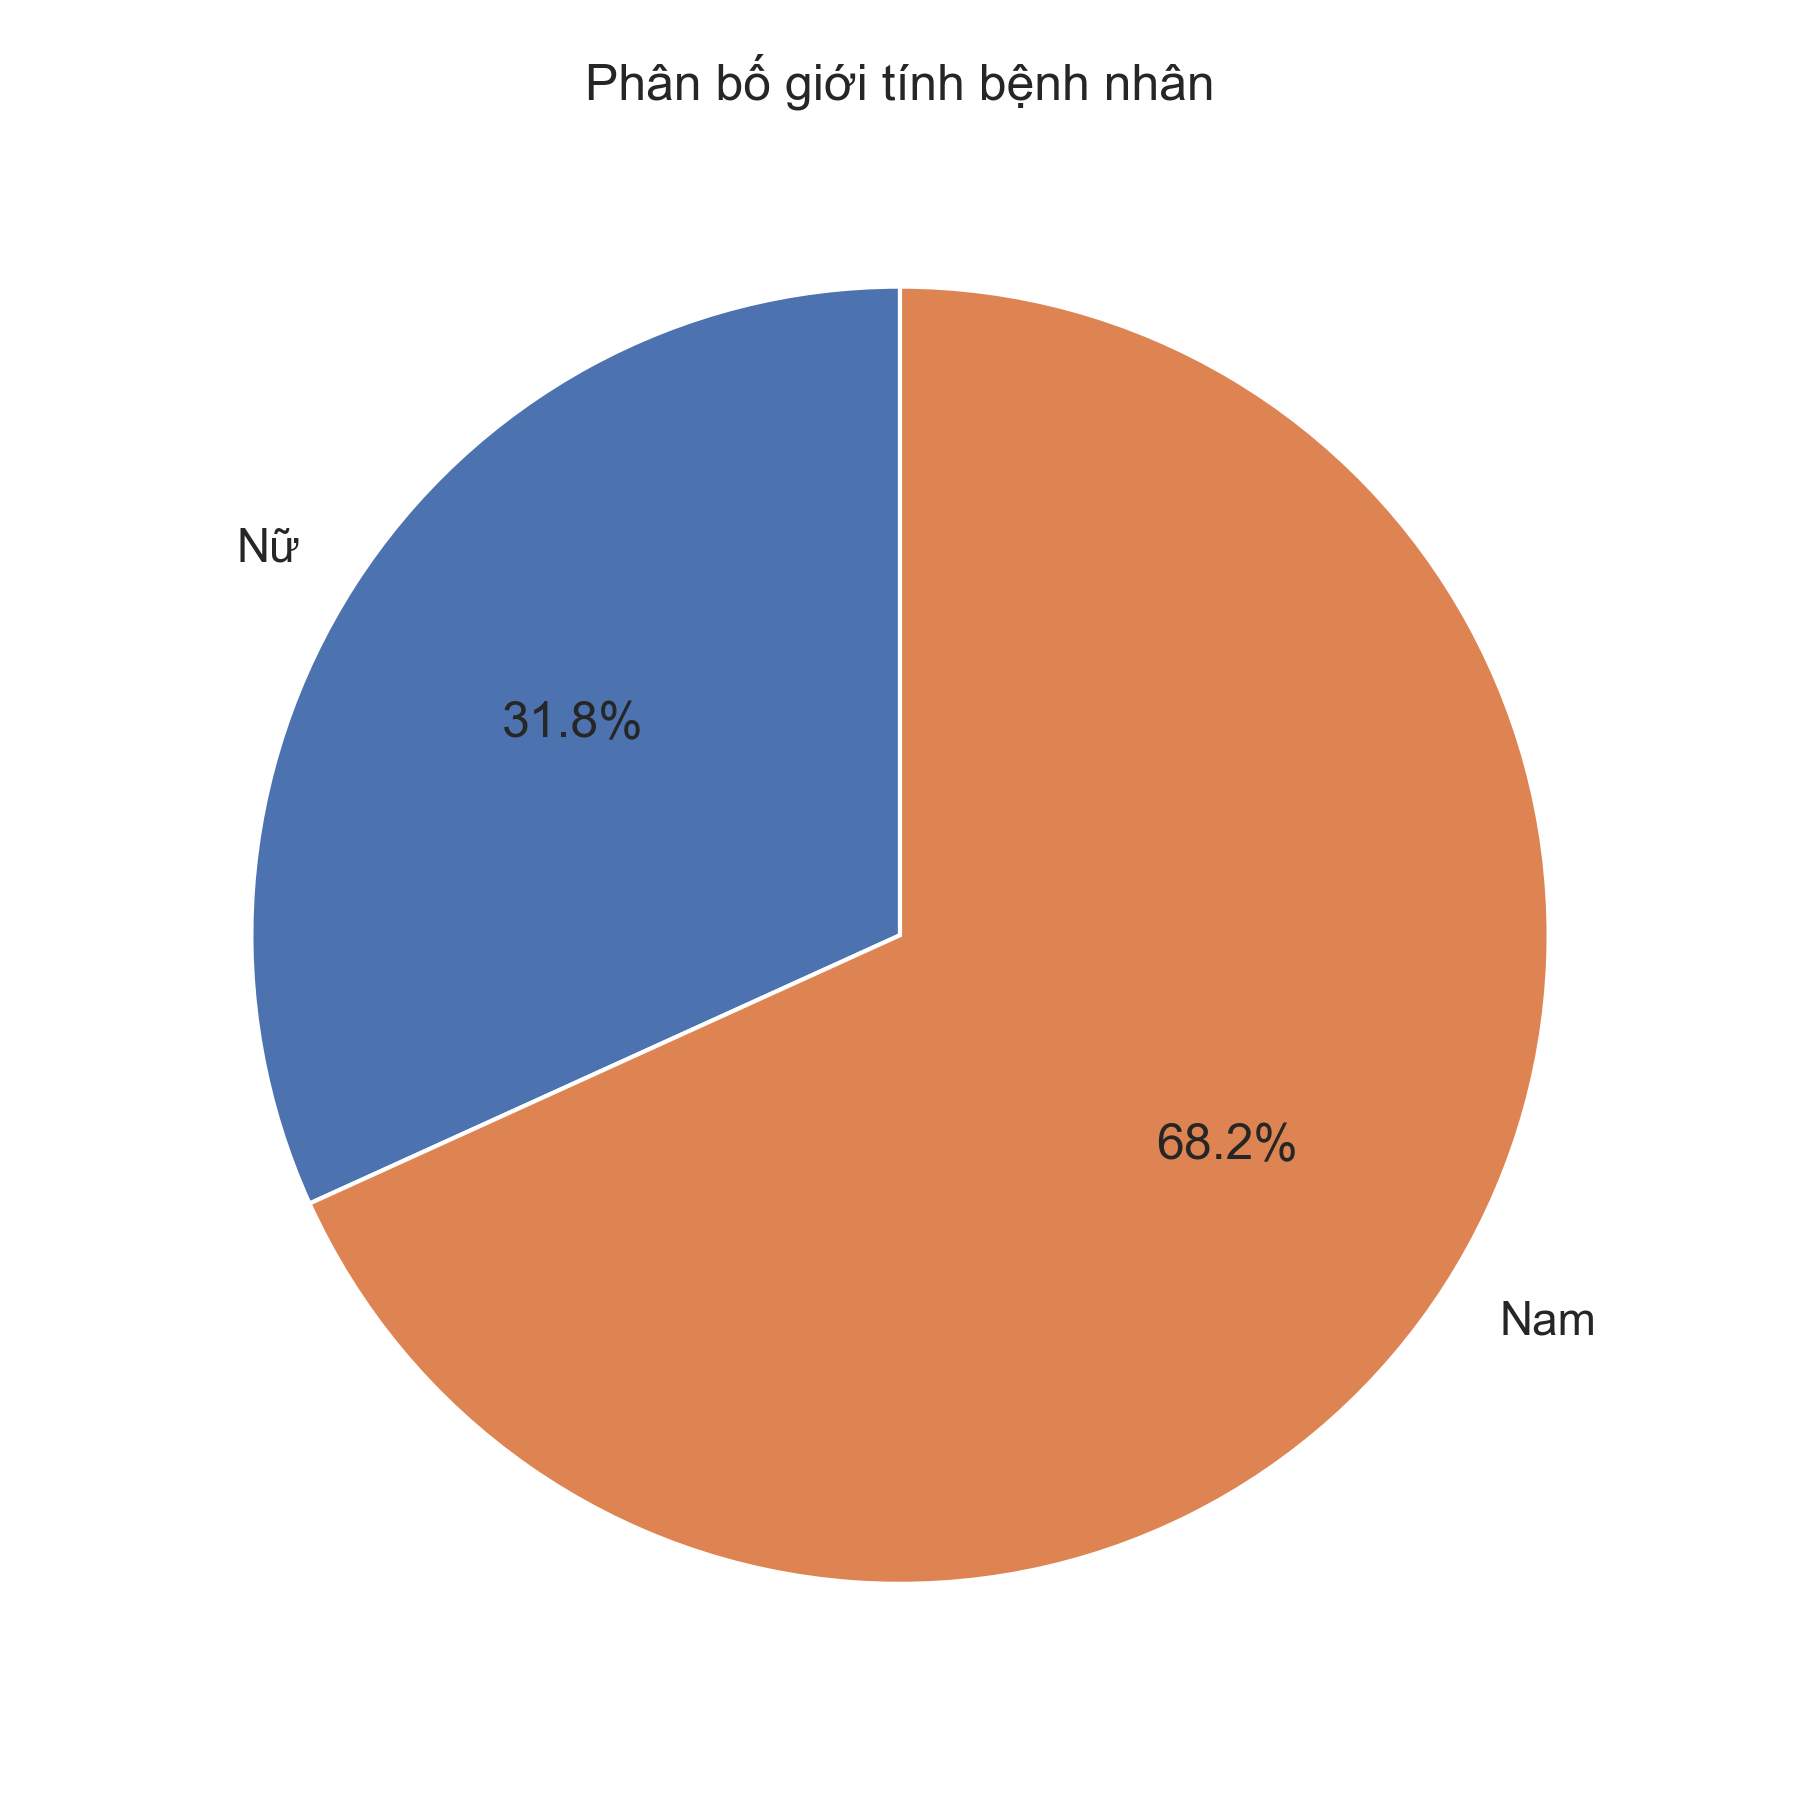 Phân bố giới tính bệnh nhân
Nữ
31.8%
68.2%
Nam